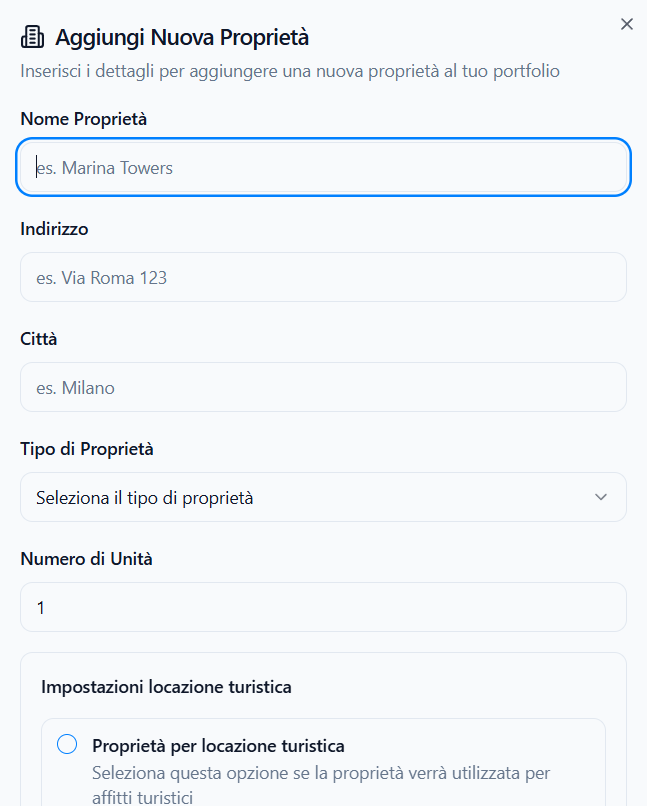 Aggiungi Nuova Proprietà
Inserisci i dettagli per aggiungere una nuova proprietà al tuo portfolio
Nome Proprietà
es. Marina Towers
Indirizzo
es. Via Roma 123
Città
es. Milano
Tipo di Proprietà
Seleziona il tipo di proprietà
Numero di Unità
1
Impostazioni locazione turistica
Proprietà per locazione turistica
Seleziona questa opzione se la proprietà verrà utilizzata per
affitti turistici